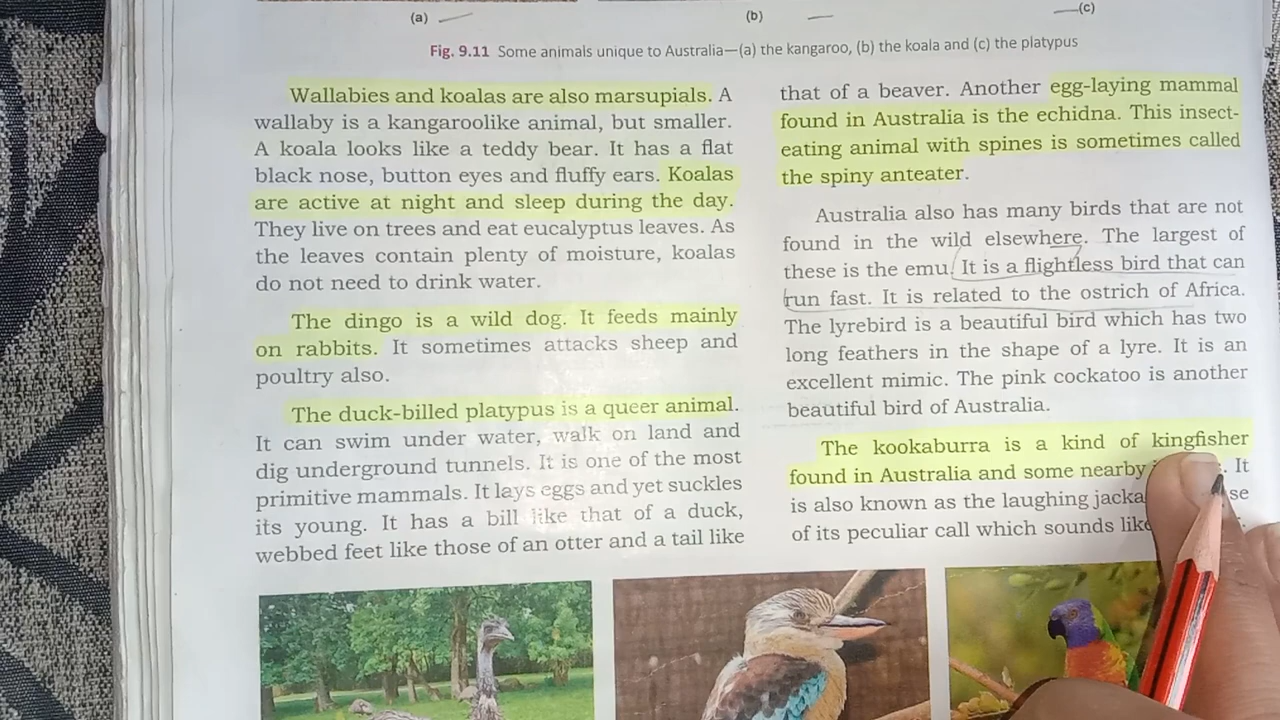 (a)
(b)
(c)
Fig. 9.11 Some animals unique to Australia—(a) the kangaroo, (b) the koala and (c) the platypus
Wallabies and koalas are also marsupials. A
wallaby is a kangaroolike animal, but smaller.
A koala looks like a teddy bear. It has a flat
black nose, button eyes and fluffy ears. Koalas
are active at night and sleep during the day.
They live on trees and eat eucalyptus leaves. As
the leaves contain plenty of moisture, koalas
do not need to drink water.
The dingo is a wild dog. It feeds mainly
on rabbits. It sometimes attacks sheep and
poultry also.
The duck-billed platypus is a queer animal.
It can swim under water, walk on land and
dig underground tunnels. It is one of the most
primitive mammals. It lays eggs and yet suckles
its young. It has a bill like that of a duck,
webbed feet like those of an otter and a tail like
that of a beaver. Another egg-laying mammal
found in Australia is the echidna. This insect-
eating animal with spines is sometimes called
the spiny anteater.
Australia also has many birds that are not
found in the wild elsewhere. The largest of
these is the emu. It is a flightless bird that can
run fast. It is related to the ostrich of Africa.
The lyrebird is a beautiful bird which has two
long feathers in the shape of a lyre. It is an
excellent mimic. The pink cockatoo is another
beautiful bird of Australia.
The kookaburra is a kind of kingfisher
found in Australia and some nearby It
is also known as the laughing
of its peculiar call which sounds